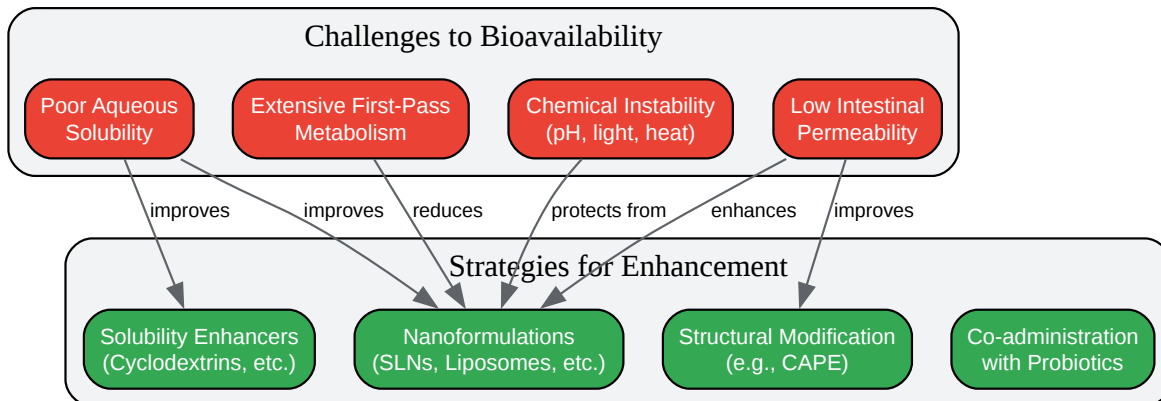 Challenges to Bioavailability
Poor Aqueous
Solubility
Extensive First-Pass
Metabolism
Chemical Instability
(pH, light, heat)
Low Intestinal
Permeability
improves
improves
reduces
protects from
enhances
improves
Strategies for Enhancement
Solubility Enhancers
(Cyclodextrins, etc.)
Nanoformulations
(SLNs, Liposomes, etc.)
Structural Modification
(e.g., CAPE)
Co-administration
with Probiotics